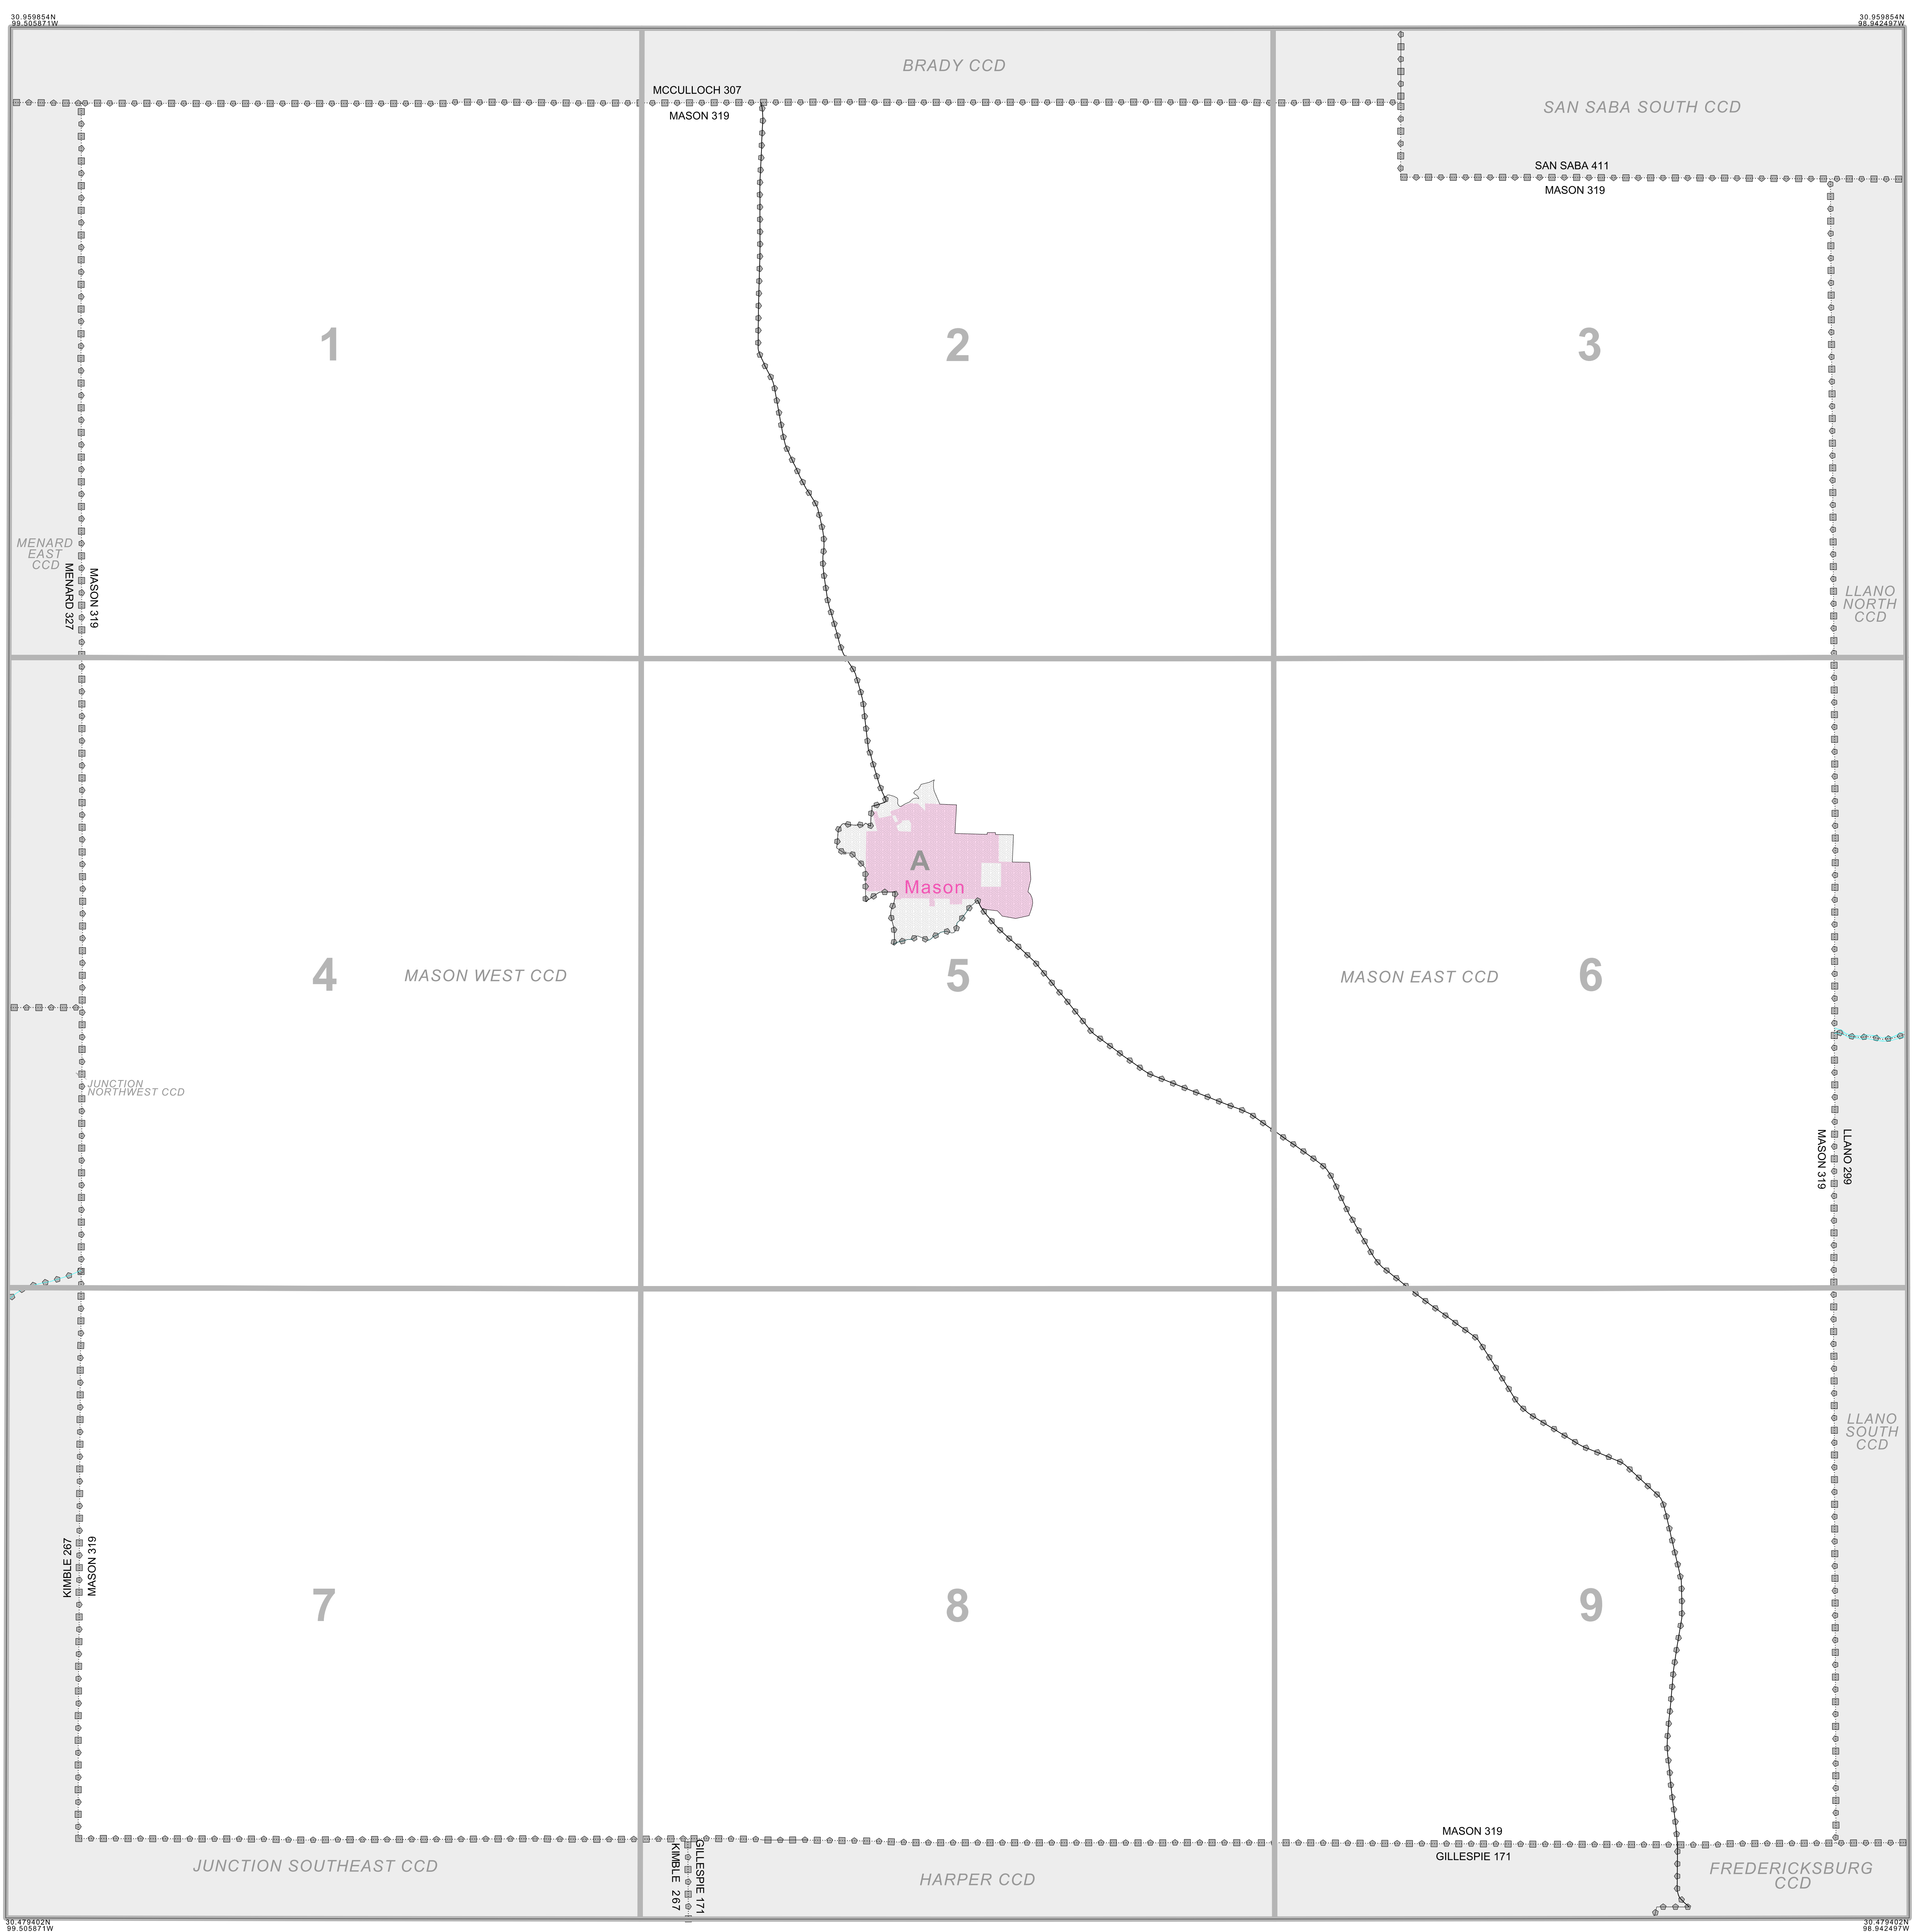 30.959854N
99.505871W
30.959854N
98.942497W
BRADY CCD
MCCULLOCH 307
MASON 319
SAN SABA SOUTH CCD
SAN SABA 411
MASON 319
1
2
3
MENARD
EAST
CCD
MENARD 327
MASON 319
LLANO
NORTH
CCD
A
Mason
4
MASON WEST CCD
5
MASON EAST CCD
6
JUNCTION
NORTHWEST CCD
MASON 319
LLANO 299
LLANO
SOUTH
CCD
KIMBLE 267
MASON 319
7
8
9
MASON 319
GILLESPIE 171
JUNCTION SOUTHEAST CCD
KIMBLE 267
GILLESPIE 171
HARPER CCD
FREDERICKSBURG
CCD
30.479402N
99.505871W
30.479402N
98.942497W